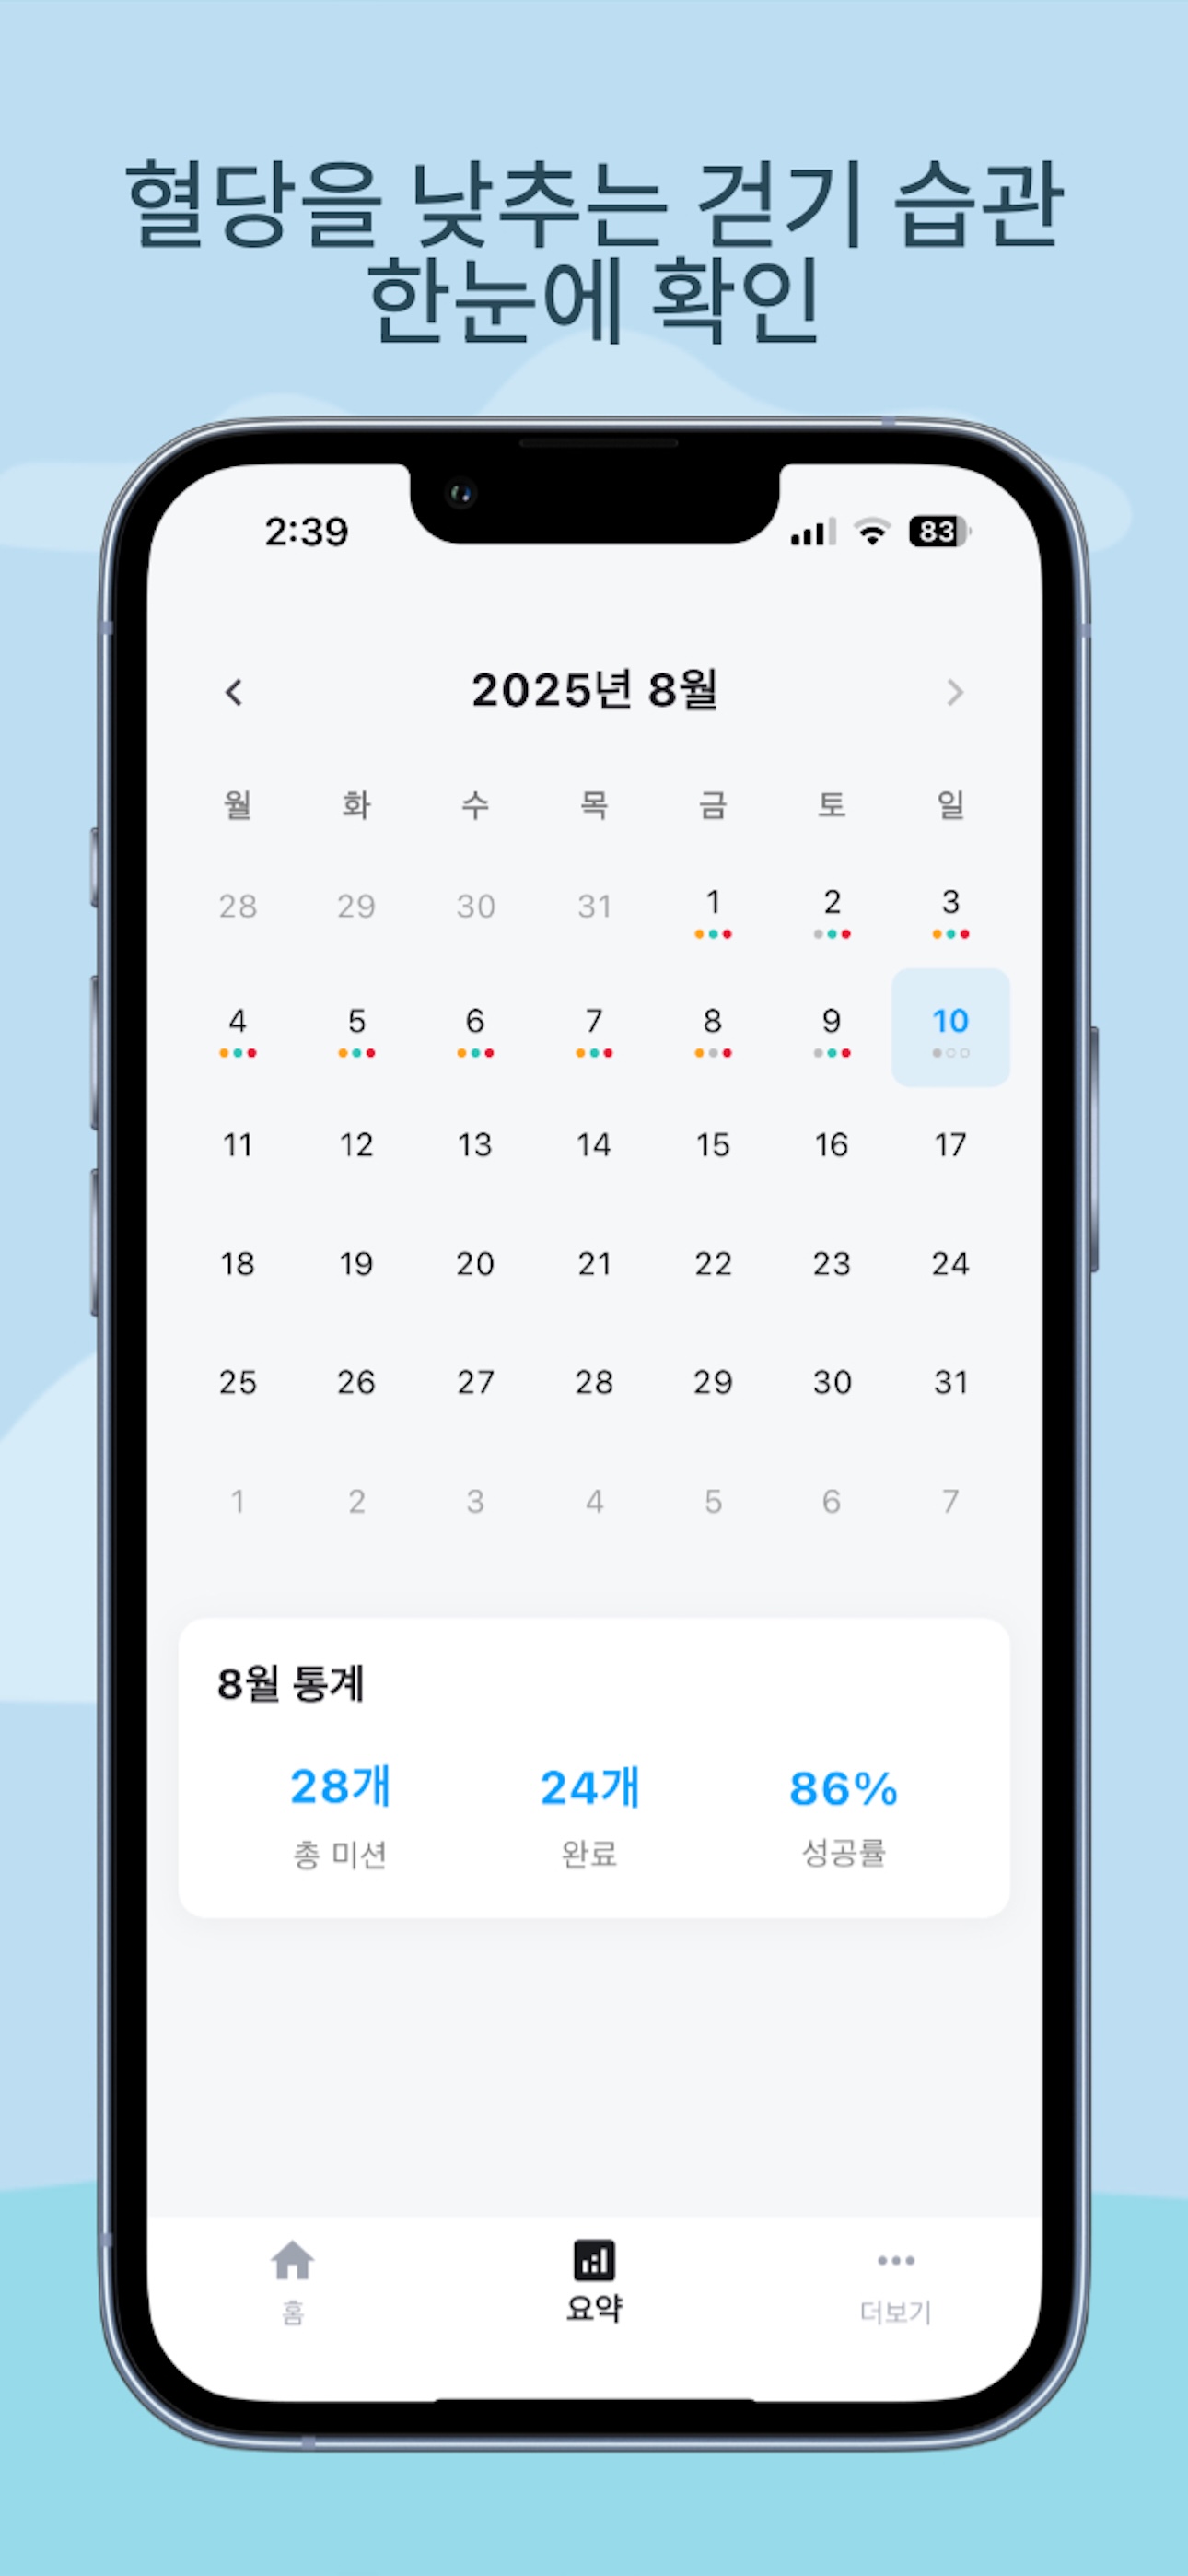 혈당을 낮추는 걷기 습관
한눈에 확인
2:39
83
2025년 8월
월 화 수 목 금 토 일
28 29 30 31 1 2 3
4 5 6 7 8 9 10
11 12 13 14 15 16 17
18 19 20 21 22 23 24
25 26 27 28 29 30 31
1 2 3 4 5 6 7
8월 통계
28개 24개 86%
총 미션 완료 성공률
홈 요약 더보기